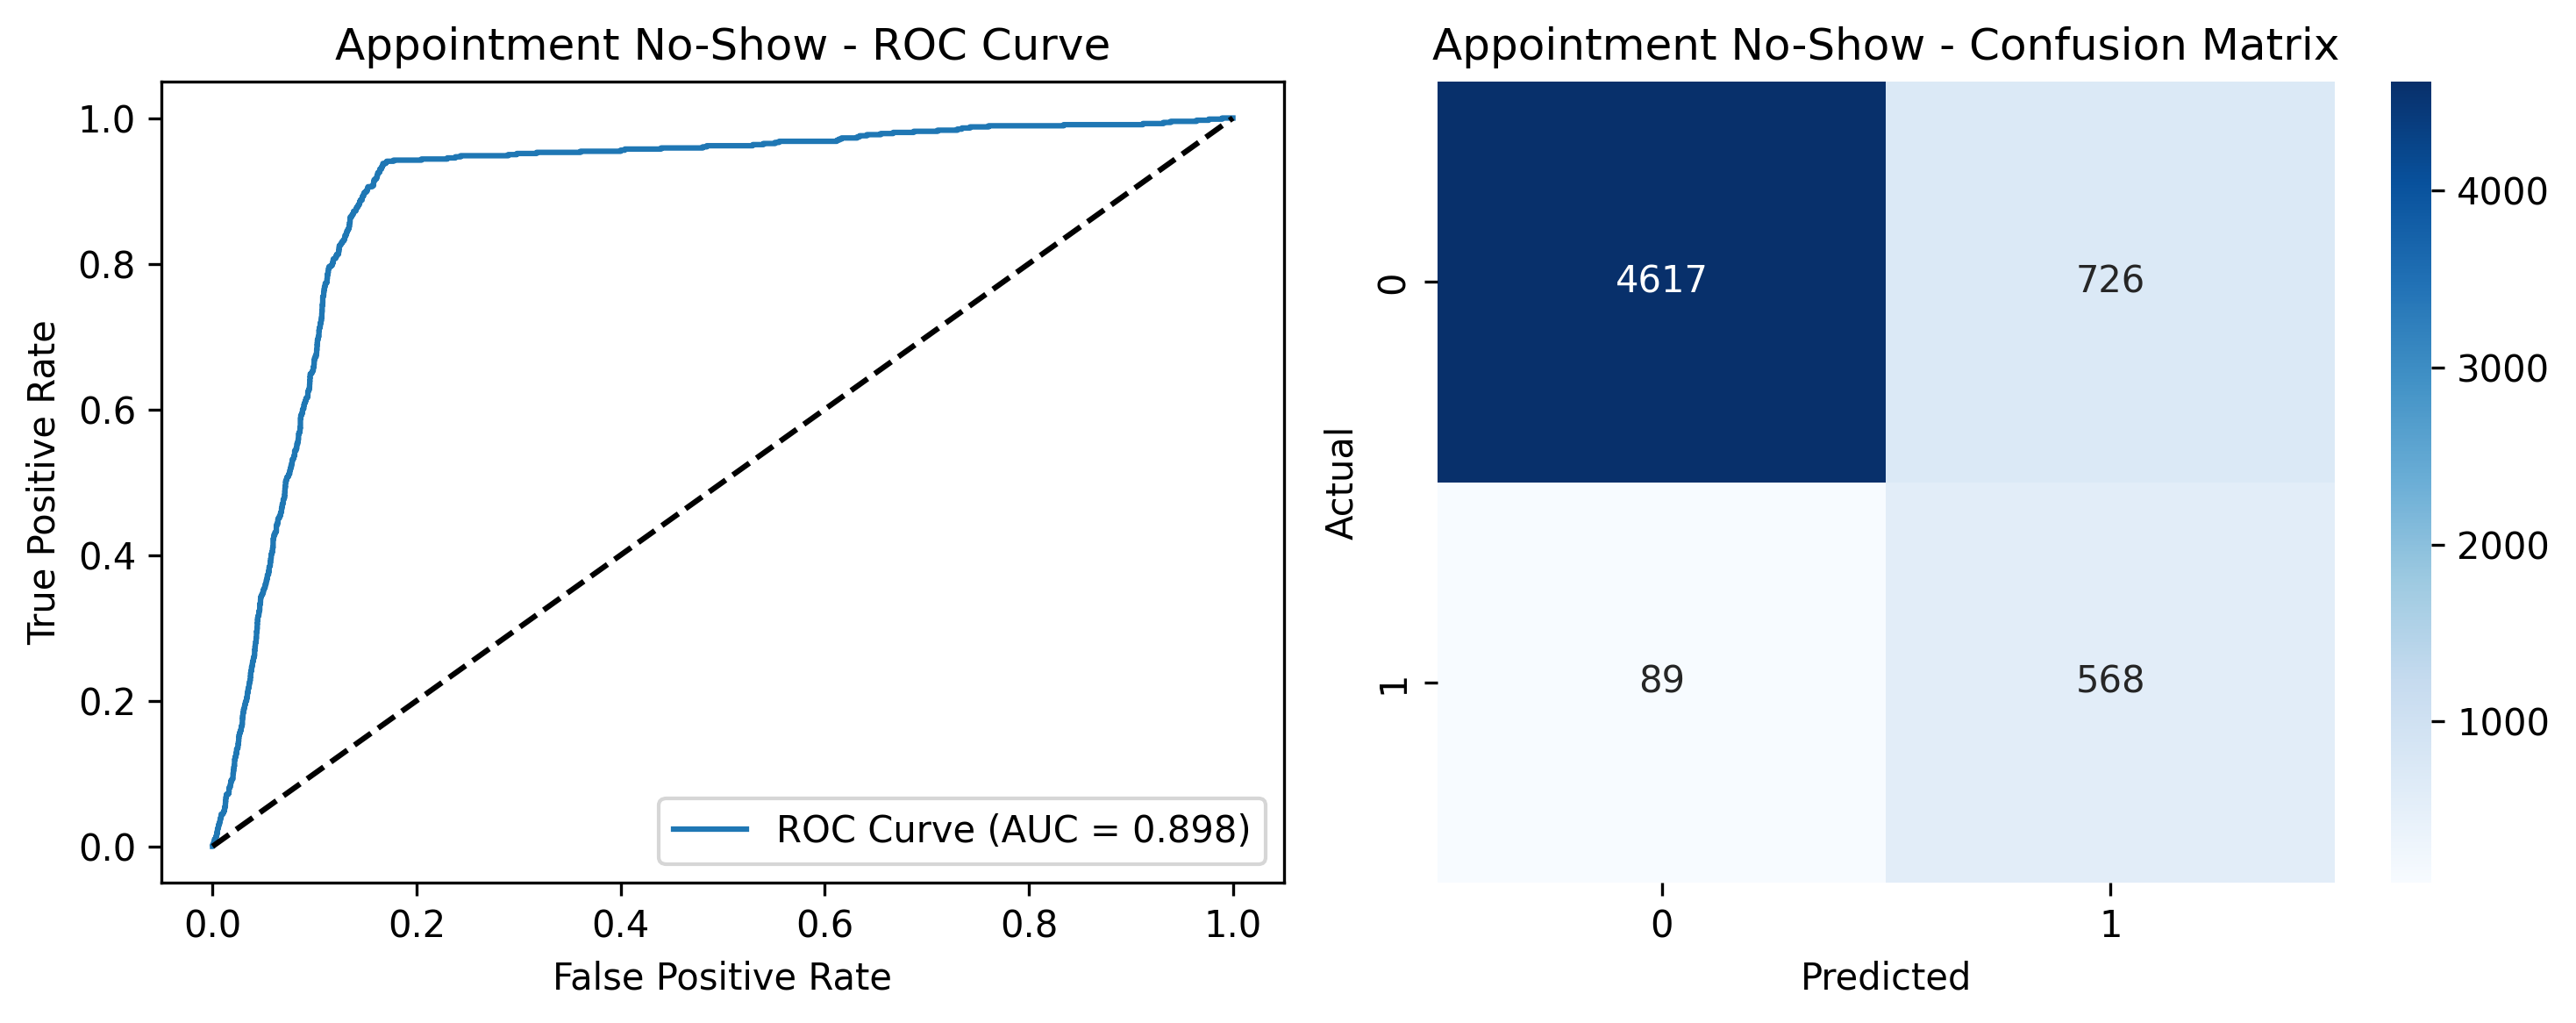 Appointment No-Show - ROC Curve
1.0
0.8
0.6
0.4
0.2
0.0
True Positive Rate
0.0 0.2 0.4 0.6 0.8 1.0
False Positive Rate
ROC Curve (AUC = 0.898)
Appointment No-Show - Confusion Matrix
Actual
0
1
4617 726
89 568
0 1
Predicted
4000
3000
2000
1000